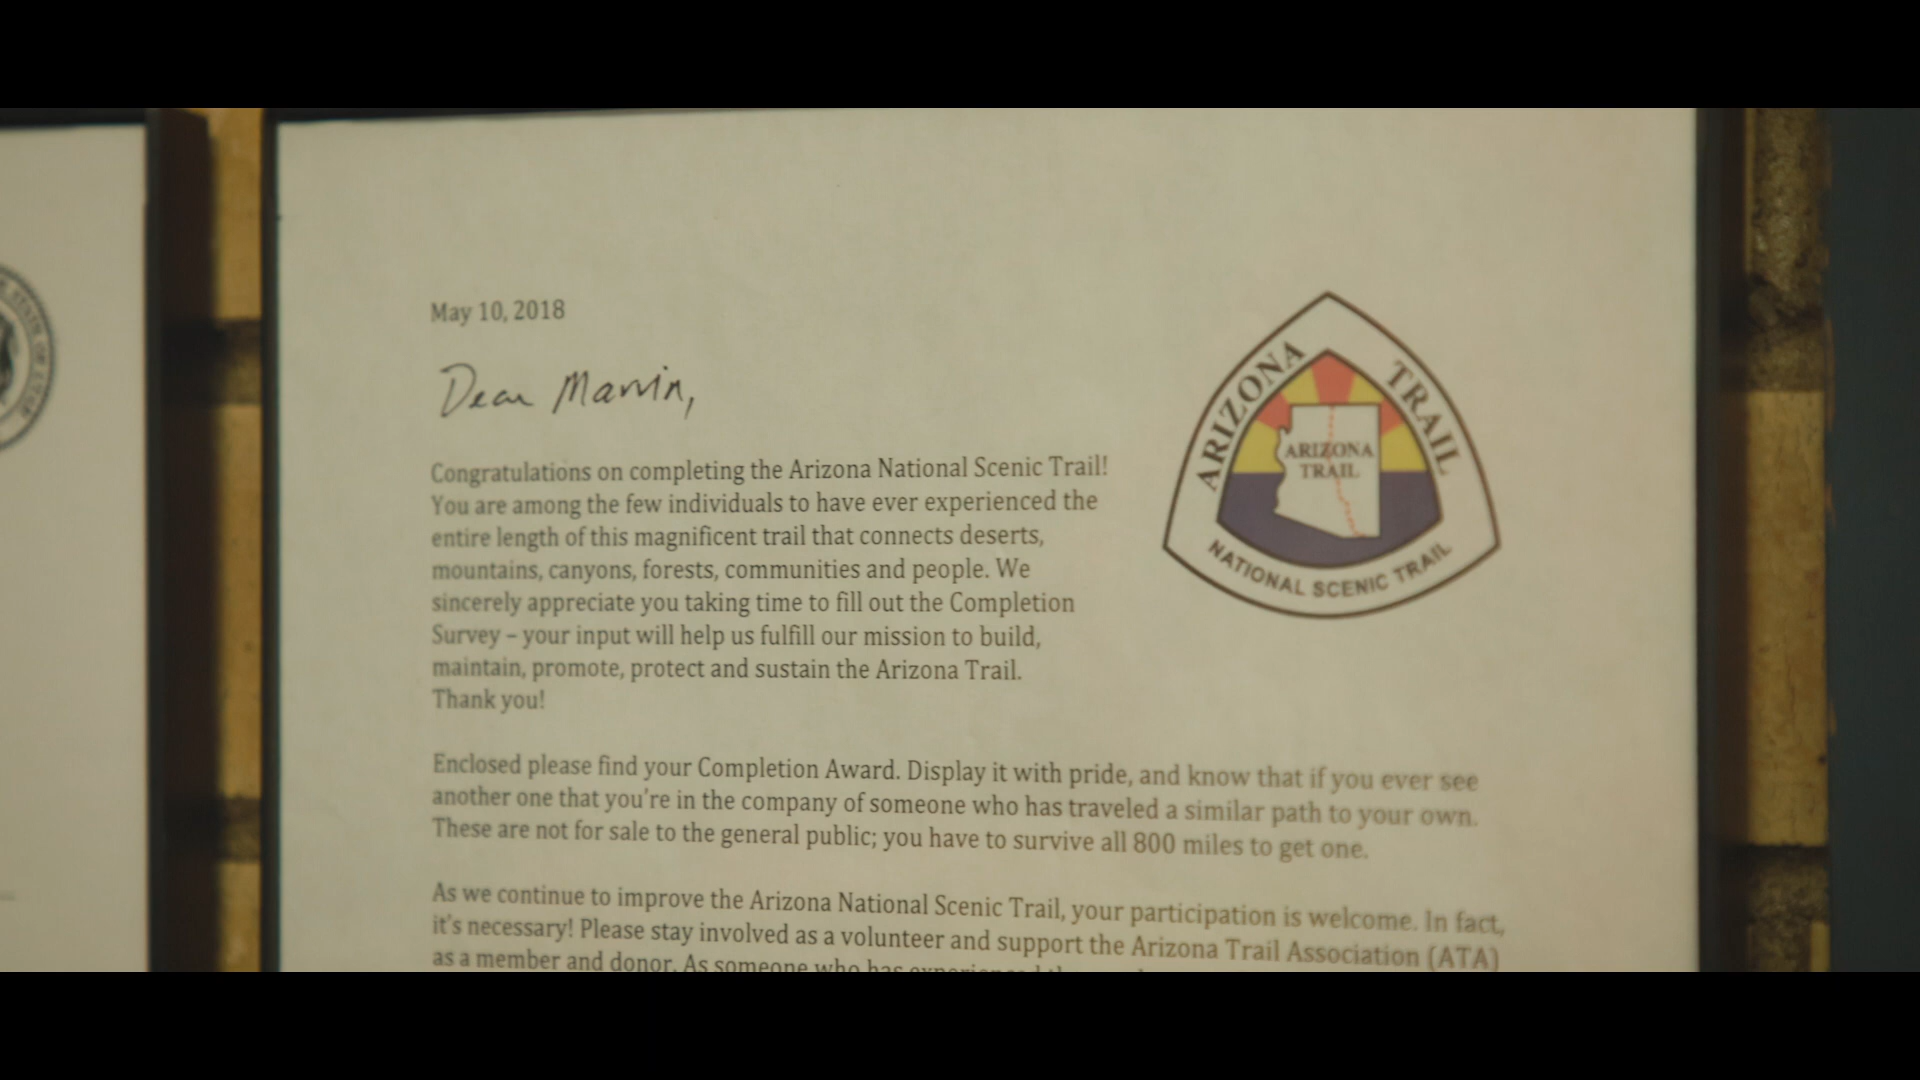 May 10, 2018
Dear Marvin,
Congratulations on completing the Arizona National Scenic Trail!
You are among the few individuals to have ever experienced the
entire length of this magnificent trail that connects deserts,
mountains, canyons, forests, communities and people. We
sincerely appreciate you taking time to fill out the Completion
Survey – your input will help us fulfill our mission to build,
maintain, promote, protect and sustain the Arizona Trail.
Thank you!
ARIZONA TRAIL
ARIZONA
TRAIL
NATIONAL SCENIC TRAIL
Enclosed please find your Completion Award. Display it with pride, and know that if you ever see
another one that you're in the company of someone who has traveled a similar path to your own.
These are not for sale to the general public; you have to survive all 800 miles to get one.
As we continue to improve the Arizona National Scenic Trail, your participation is welcome. In fact,
it's necessary! Please stay involved as a volunteer and support the Arizona Trail Association (ATA)
as a member and donor. As someone who has experienced
STATE OF